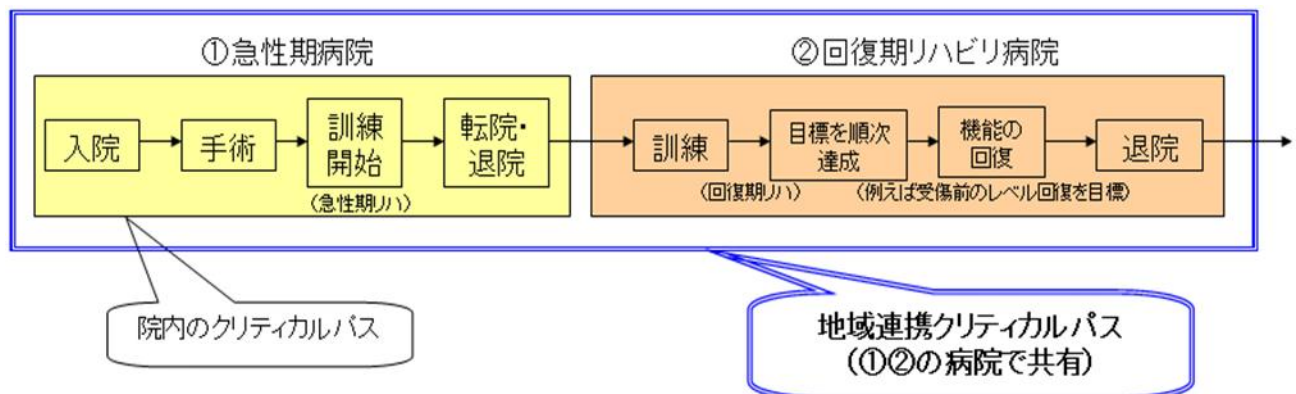 ①急性期病院
②回復期リハビリ病院
入院
手術
訓練
開始
(急性期リハ)
転院・
退院
訓練
(回復期リハ)
目標を順次
達成
機能の
回復
(例えば受傷前のレベル回復を目標)
退院
院内のクリティカルパス
地域連携クリティカルパス
(①②の病院で共有)